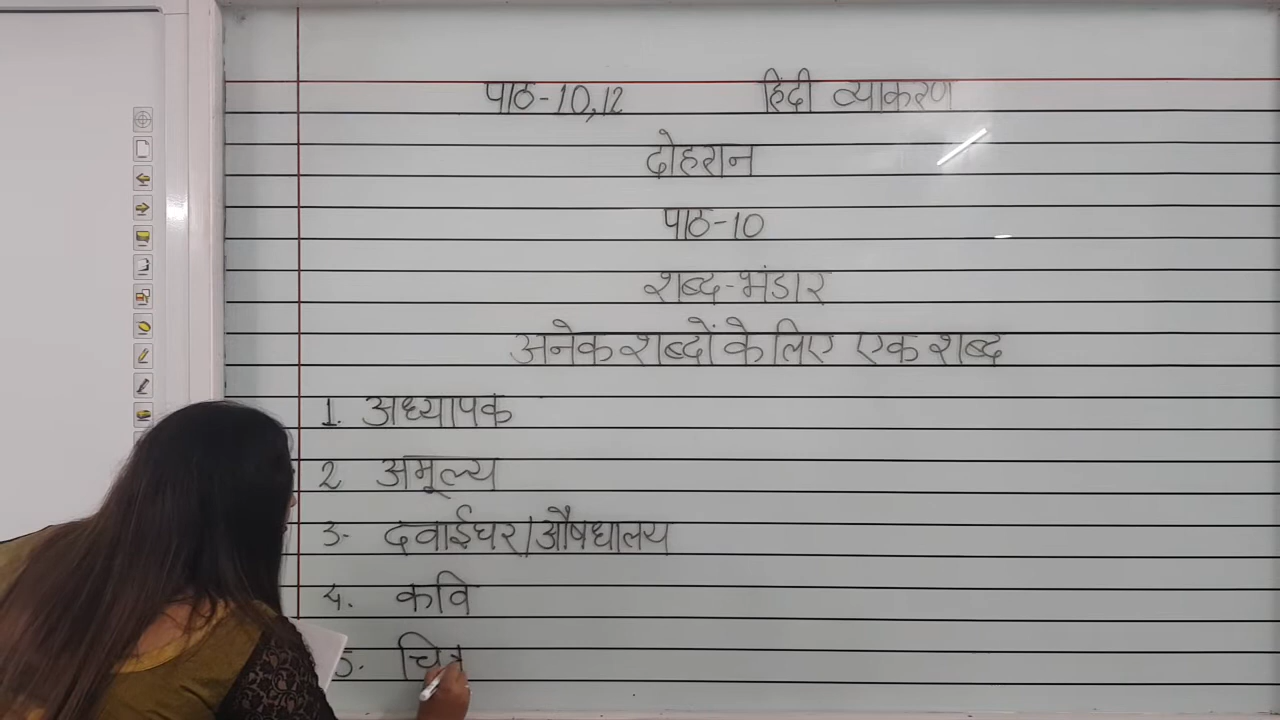 पाठ-10,12 हिंदी व्याकरण
दोहरान
पाठ-10
शब्द-भंडार
अनेक शब्दों के लिए एक शब्द
1. अध्यापक
2 अमूल्य
3- दवाईघर/औषधालय
4. कवि
5.